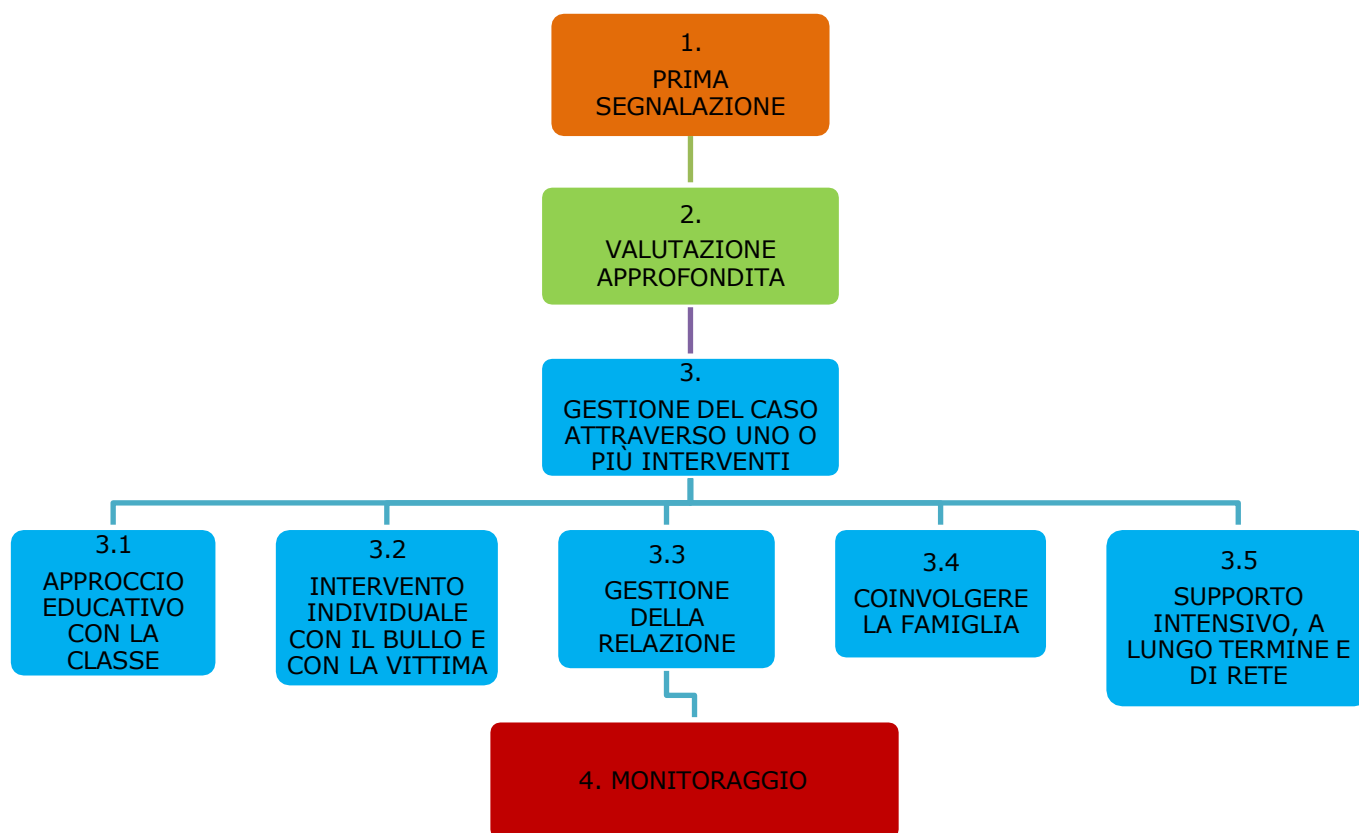 1.
PRIMA
SEGNALAZIONE
2.
VALUTAZIONE
APPROFONDITA
3.
GESTIONE DEL CASO
ATTRAVERSO UNO O
PIÙ INTERVENTI
3.1
APPROCCIO
EDUCATIVO
CON LA
CLASSE
3.2
INTERVENTO
INDIVIDUALE
CON IL BULLO E
CON LA VITTIMA
3.3
GESTIONE
DELLA
RELAZIONE
3.4
COINVOLGERE
LA FAMIGLIA
3.5
SUPPORTO
INTENSIVO, A
LUNGO TERMINE E
DI RETE
4. MONITORAGGIO